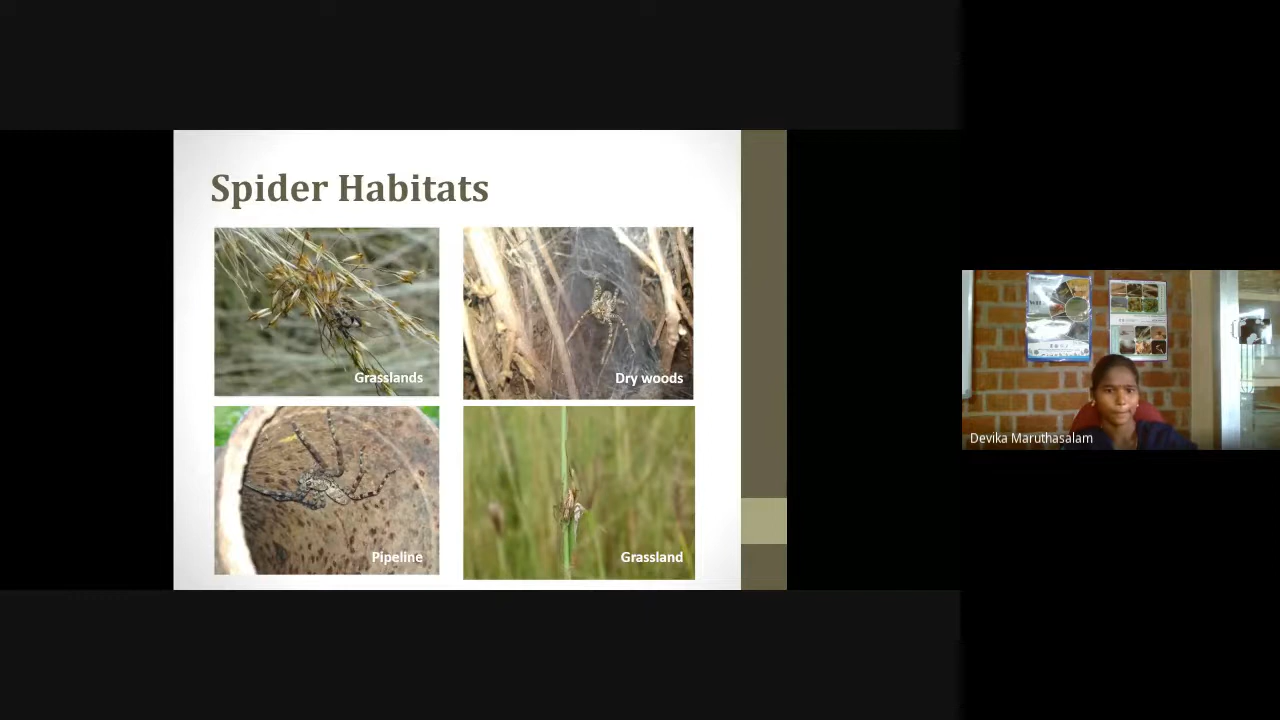 Spider Habitats
Grasslands
Dry woods
Pipeline
Grassland
Devika Maruthasalam